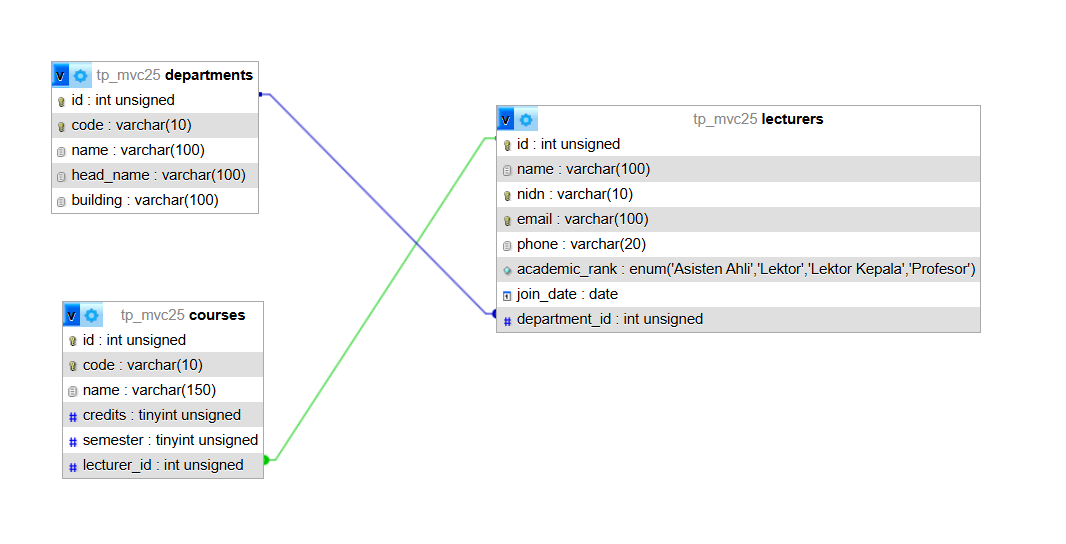 v tp_mvc25 departments
id : int unsigned
code : varchar(10)
name : varchar(100)
head_name : varchar(100)
building : varchar(100)
v tp_mvc25 lecturers
id : int unsigned
name : varchar(100)
nidn : varchar(10)
email : varchar(100)
phone : varchar(20)
academic_rank : enum('Asisten Ahli','Lektor','Lektor Kepala','Profesor')
join_date : date
# department_id : int unsigned
v tp_mvc25 courses
id : int unsigned
code : varchar(10)
name : varchar(150)
# credits : tinyint unsigned
# semester : tinyint unsigned
# lecturer_id : int unsigned